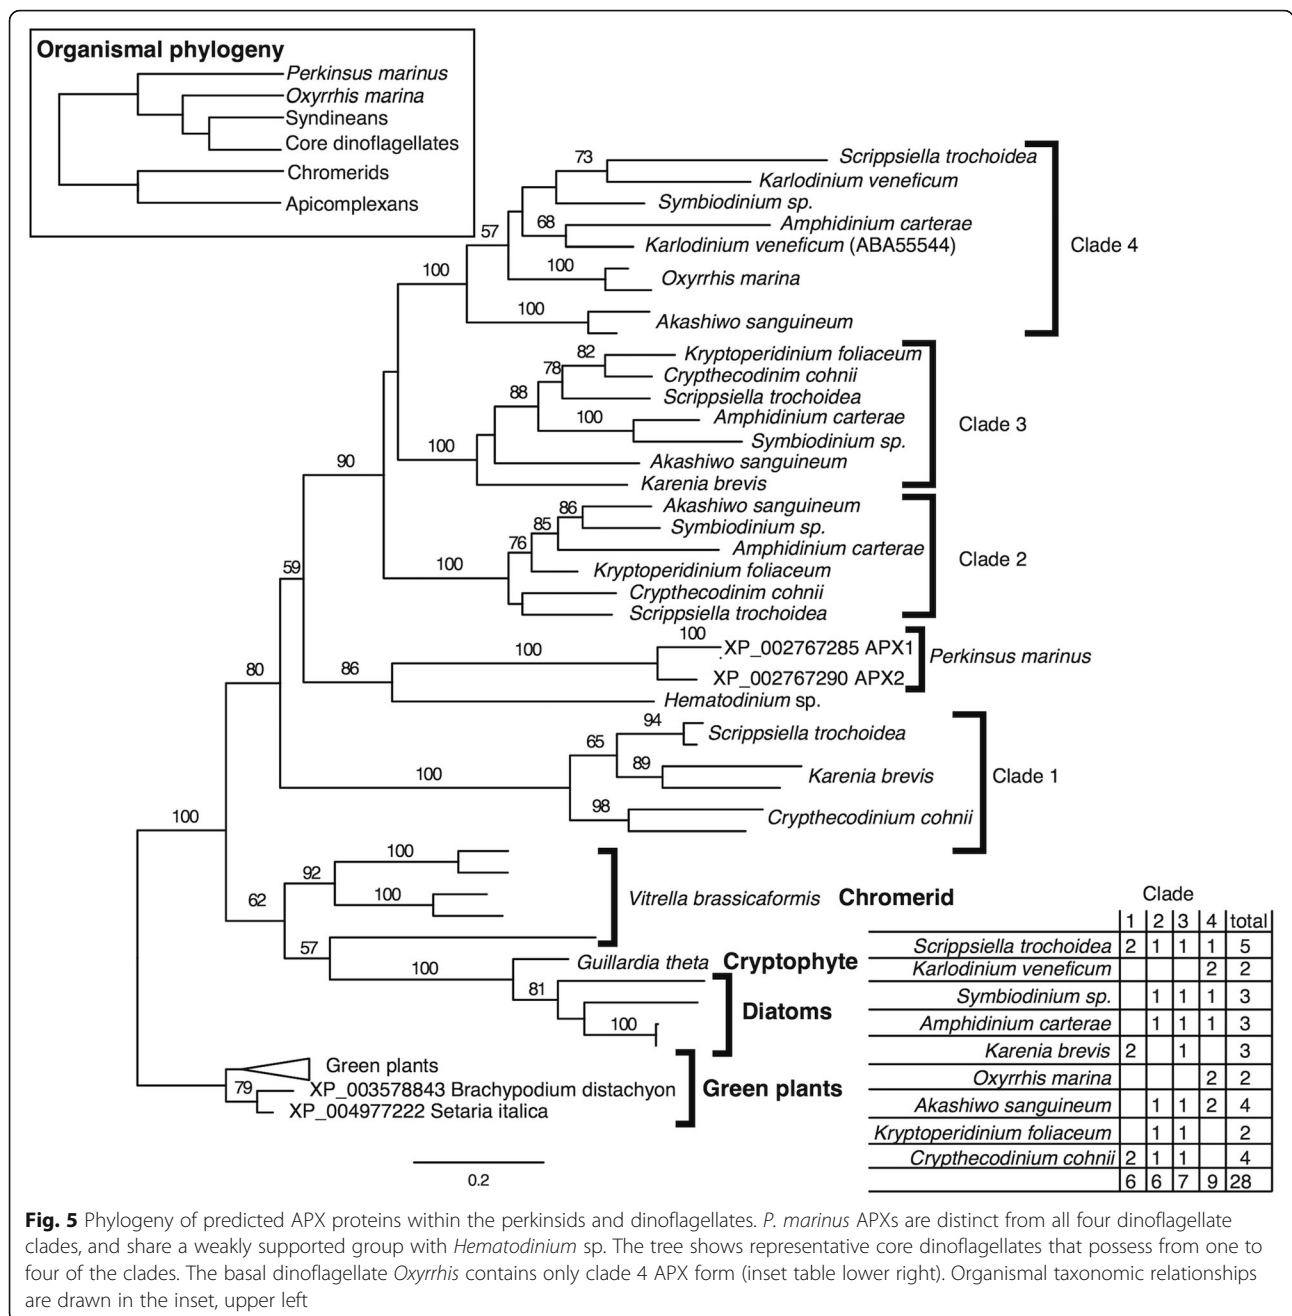 Organismal phylogeny
Perkinsus marinus
Oxyrrhis marina
Syndineans
Core dinoflagellates
Chromerids
Apicomplexans
73
Scrippsiella trochoidea
Karlodinium veneficum
Symbiodinium sp.
57
68
Amphidinium carterae
Karlodinium veneficum (ABA55544)
Clade 4
100
100
Oxyrrhis marina
100
Akashiwo sanguineum
82
Kryptoperidinium foliaceum
78
Crypthecodinim cohnii
88
Scrippsiella trochoidea
100
Amphidinium carterae
Clade 3
100
Symbiodinium sp.
90
Akashiwo sanguineum
Karenia brevis
86
Akashiwo sanguineum
85
Symbiodinium sp.
76
Amphidinium carterae
Clade 2
100
Kryptoperidinium foliaceum
59
Crypthecodinim cohnii
Scrippsiella trochoidea
100
XP_002767285 APX1
100
Perkinsus marinus
80
86
XP_002767290 APX2
Hematodinium sp.
94
Scrippsiella trochoidea
65
89
Karenia brevis
Clade 1
100
98
Crypthecodinium cohnii
100
100
92
100
Vitrella brassicaformis Chromerid
62
57
Guillardia theta Cryptophyte
100
81
Diatoms
100
Green plants
79
XP_003578843 Brachypodium distachyon
Green plants
XP_004977222 Setaria italica
0.2
Clade
1 2 3 4 total
Scrippsiella trochoidea 2 1 1 1 5
Karlodinium veneficum 2 2
Symbiodinium sp. 1 1 1 3
Amphidinium carterae 1 1 1 3
Karenia brevis 2 1 3
Oxyrrhis marina 2 2
Akashiwo sanguineum 1 1 2 4
Kryptoperidinium foliaceum 1 1 2
Crypthecodinium cohnii 2 1 1 4
6 6 7 9 28
Fig. 5 Phylogeny of predicted APX proteins within the perkinsids and dinoflagellates. P. marinus APXs are distinct from all four dinoflagellate
clades, and share a weakly supported group with Hematodinium sp. The tree shows representative core dinoflagellates that possess from one to
four of the clades. The basal dinoflagellate Oxyrrhis contains only clade 4 APX form (inset table lower right). Organismal taxonomic relationships
are drawn in the inset, upper left